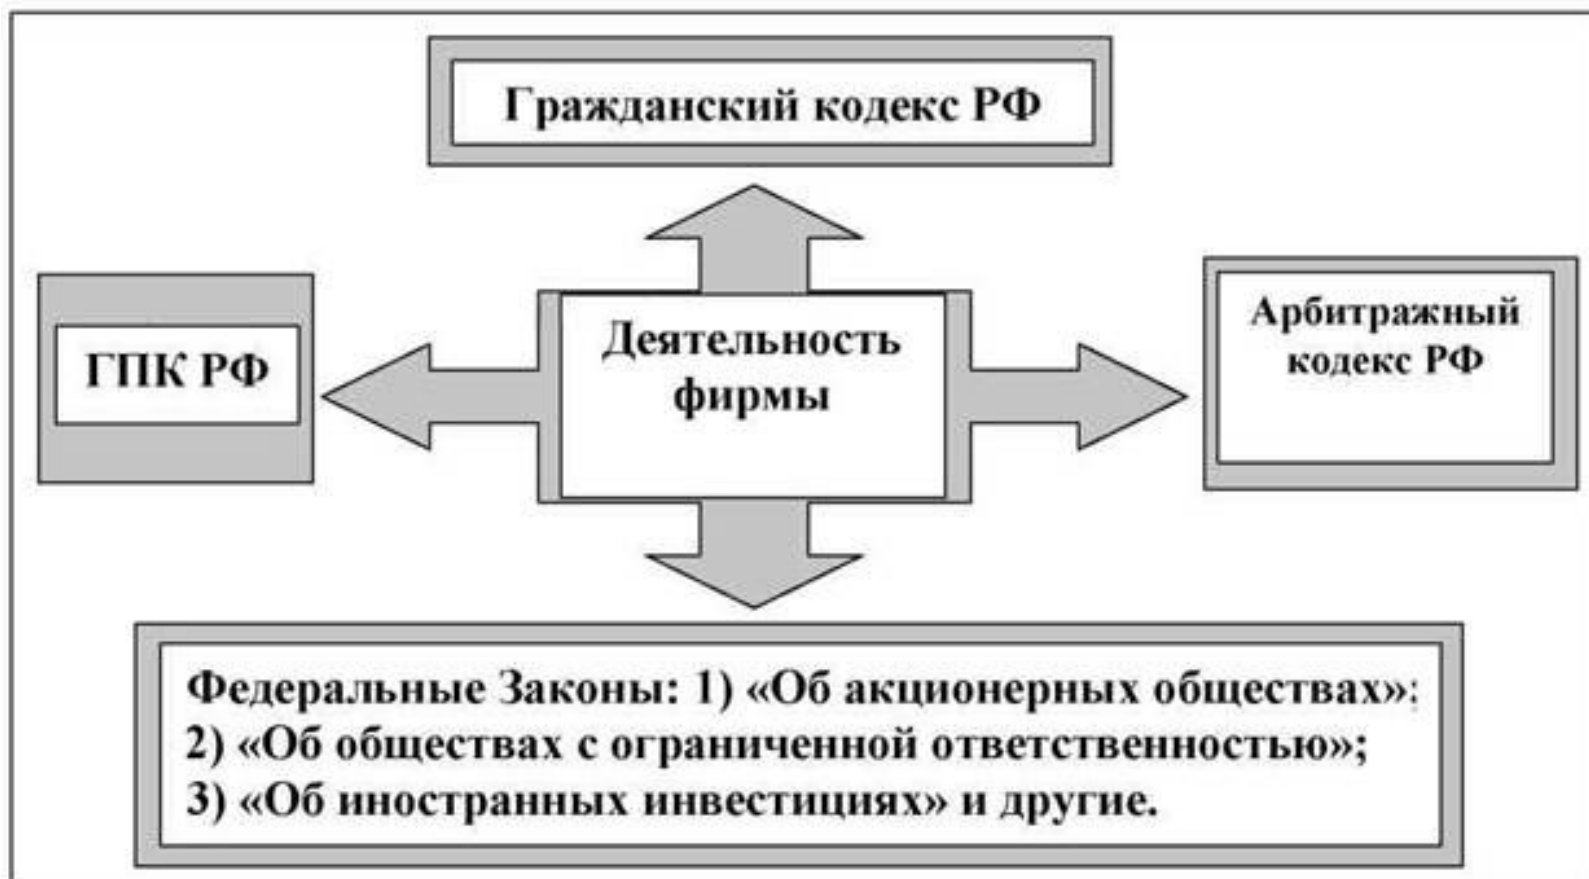 Гражданский кодекс РФ
ГПК РФ
Деятельность
фирмы
Арбитражный
кодекс РФ
Федеральные Законы: 1) «Об акционерных обществах»;
2) «Об обществах с ограниченной ответственностью»;
3) «Об иностранных инвестициях» и другие.